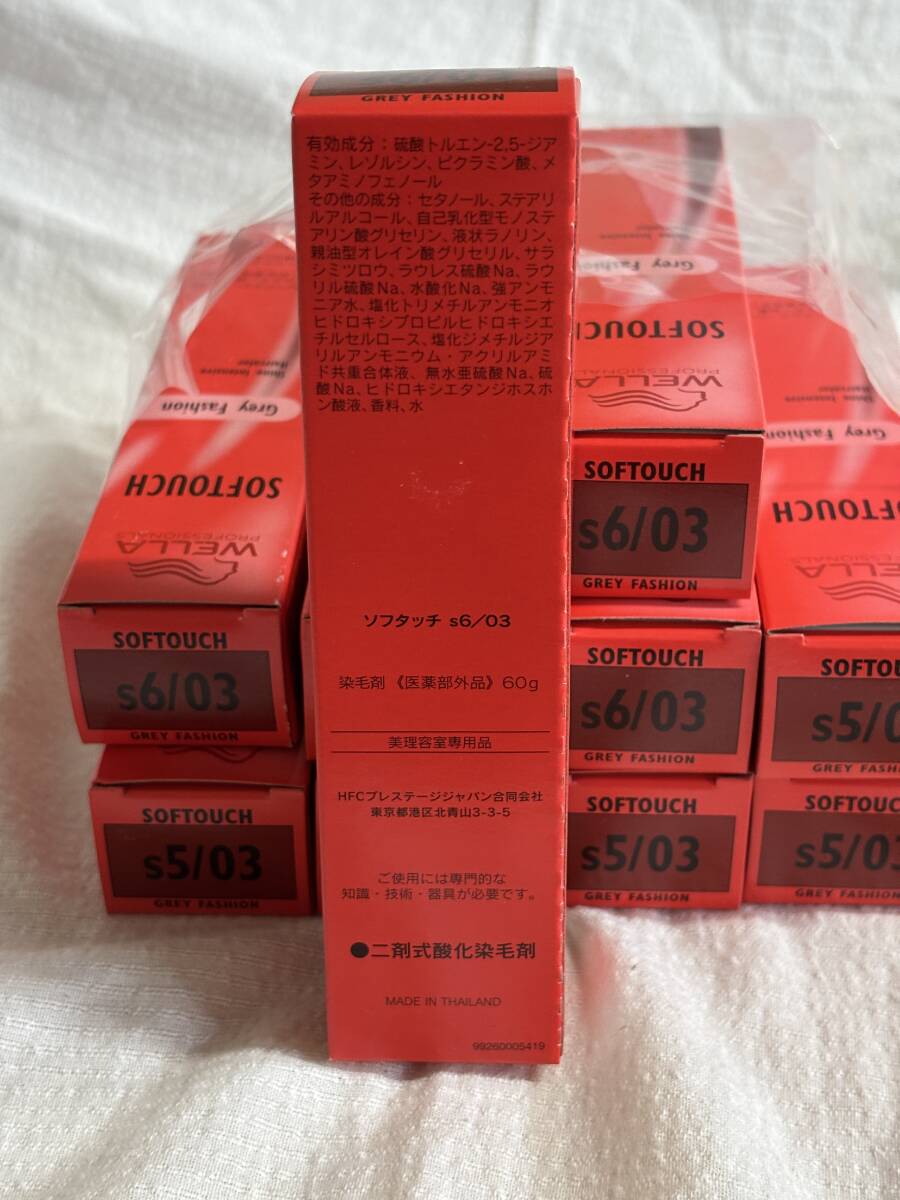 GREY FASHION
有効成分：硫酸トルエン-2,5-ジア
ミン、レゾルシン、ピクラミン酸、メ
タアミノフェノール
その他の成分：セタノール、ステアリ
ルアルコール、自己乳化型モノステ
アリン酸グリセリン、液状ラノリン、
親油型オレイン酸グリセリル、サラ
シミツロウ、ラウレス硫酸Na、ラウ
リル硫酸Na、水酸化Na、強アンモ
ニア水、塩化トリメチルアンモニオ
ヒドロキシプロピルヒドロキシエ
チルセルロース、塩化ジメチルジア
リルアンモニウム・アクリルアミ
ド共重合体液、無水亜硫酸Na、硫
酸Na、ヒドロキシエタンジホスホ
ン酸液、香料、水
ソフタッチ s6/03
染毛剤《医薬部外品》60g
美理容室専用品
HFCプレステージジャパン合同会社
東京都港区北青山3-3-5
ご使用には専門的な
知識・技術・器具が必要です。
●二剤式酸化染毛剤
MADE IN THAILAND
99260005419
Grey Fashion
SOFTOUCH
WELLA
PROFESSIONALS
SOFTOUCH
s6/03
GREY FASHION
SOFTOUCH
s5/03
GREY FASHION
Grey Fashion
SOFTOUCH
WELLA
PROFESSIONALS
SOFTOUCH
s6/03
GREY FASHION
SOFTOUCH
s6/03
GREY FASHION
SOFTOUCH
s5/03
GREY FASHION
Grey Fashion
SOFTOUCH
WELLA
PROFESSIONALS
SOFTOUC
s5/0
GREY FASHI
SOFTOUCH
s5/03
GREY FASHION